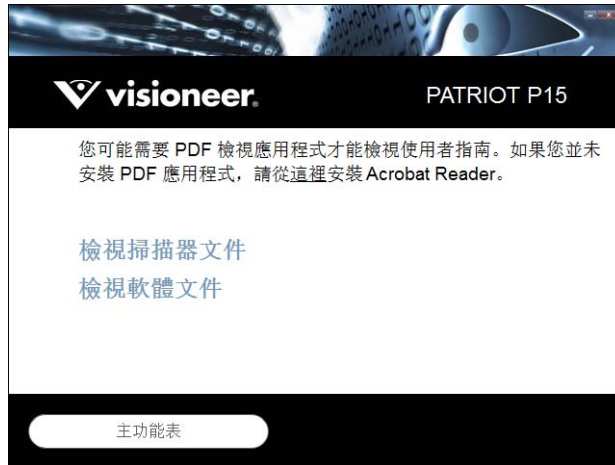 visioneer®
PATRIOT P15
您可能需要 PDF 檢視應用程式才能檢視使用者指南。如果您並未
安裝 PDF 應用程式，請從這裡安裝 Acrobat Reader。
檢視掃描器文件
檢視軟體文件
主功能表